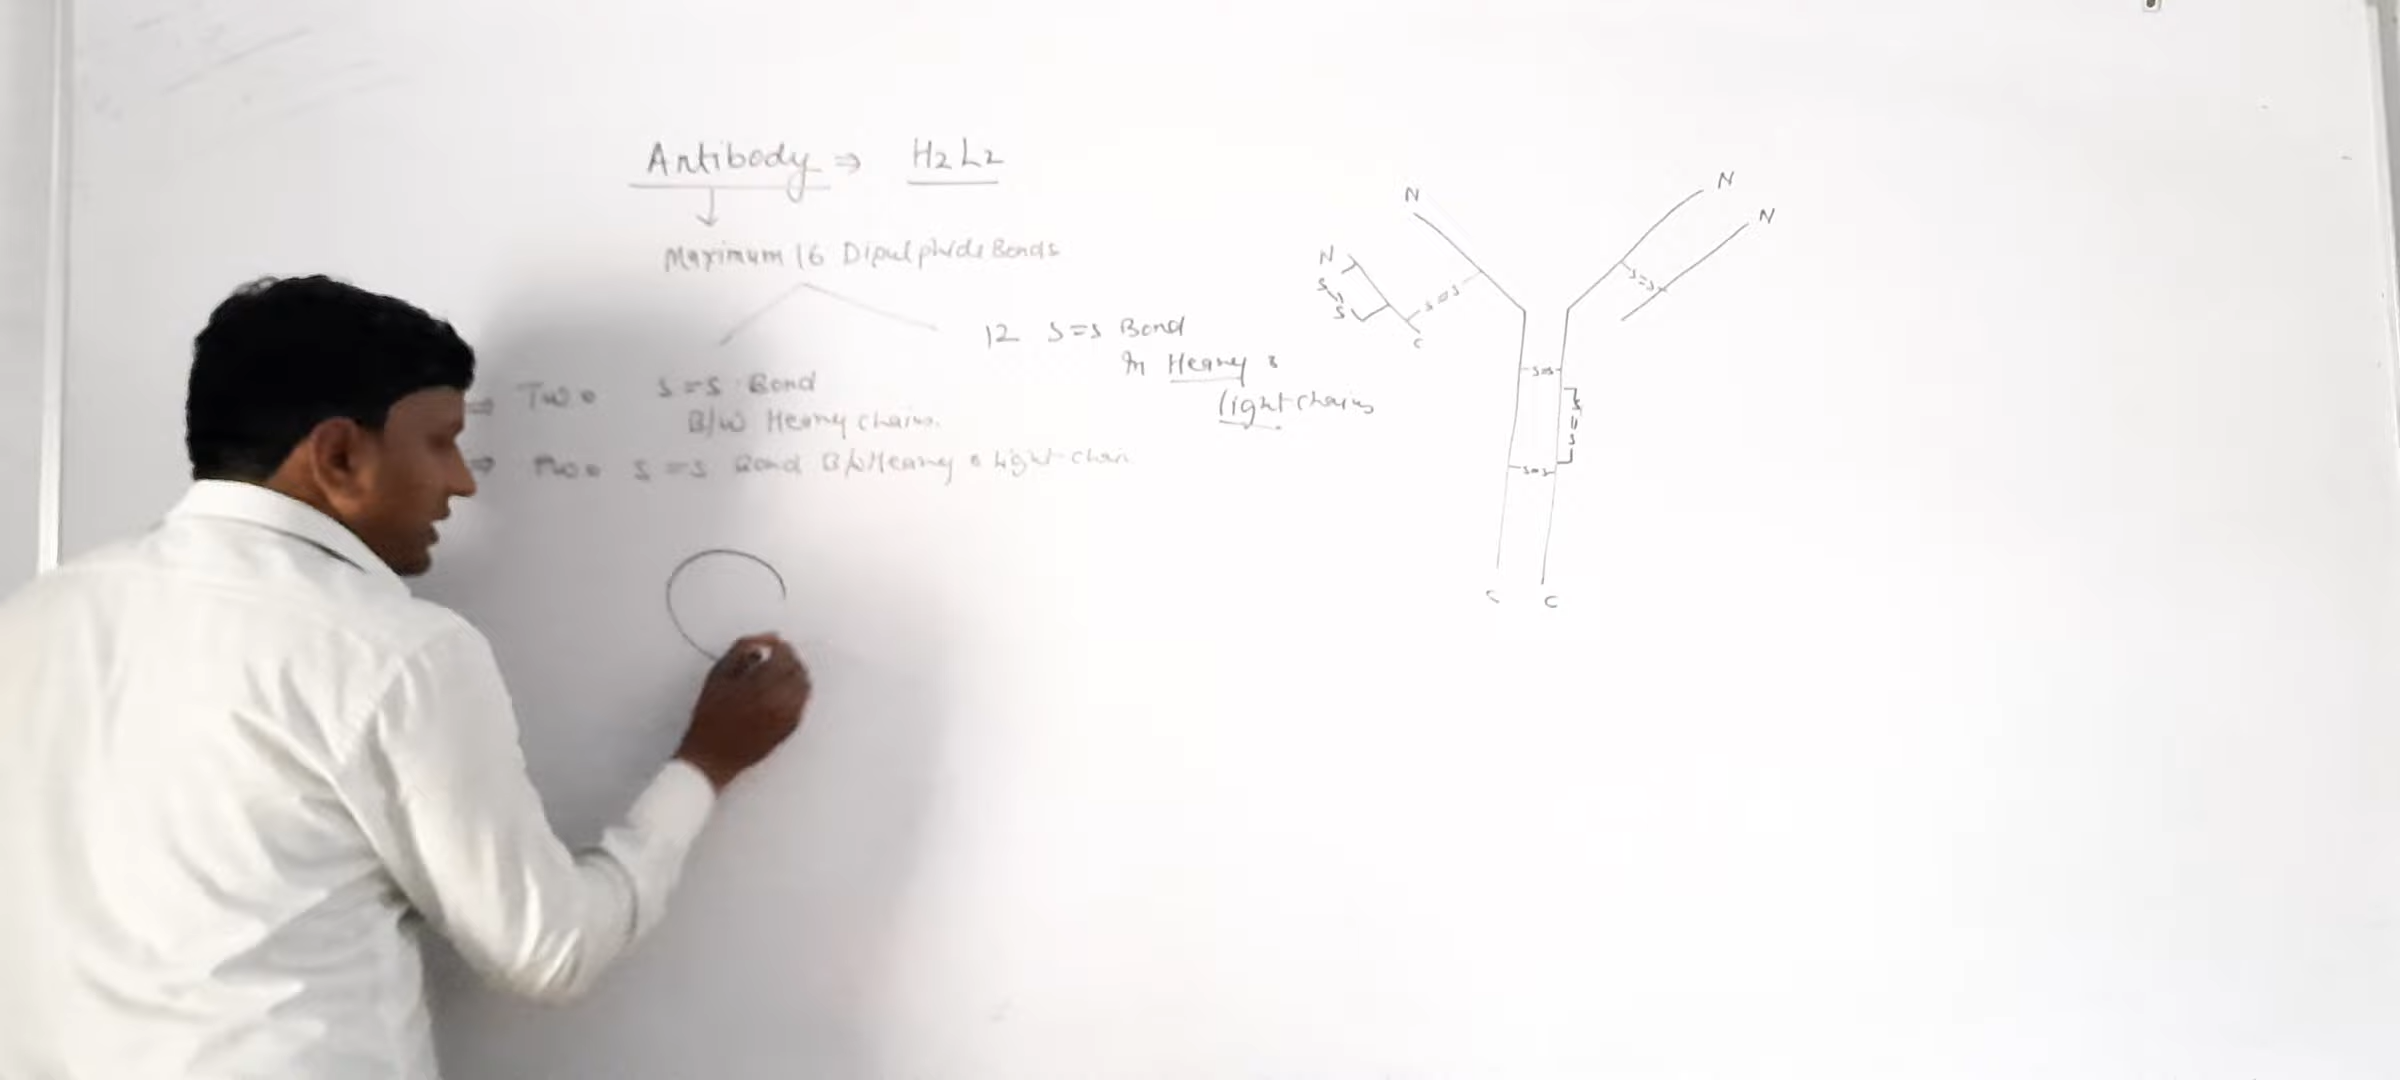 Antibody ⇒ H2L2
↓
Maximum 16 Disulphide Bonds
12 S=S Bond
In Heavy &
light chains
⇒ Two S=S Bond
B/W Heavy chains.
⇒ Two S=S Bond B/W Heavy & Light chain
N
N
N
N
S=S
S=S
S=S
C
S=S
S=S
S=S
C C